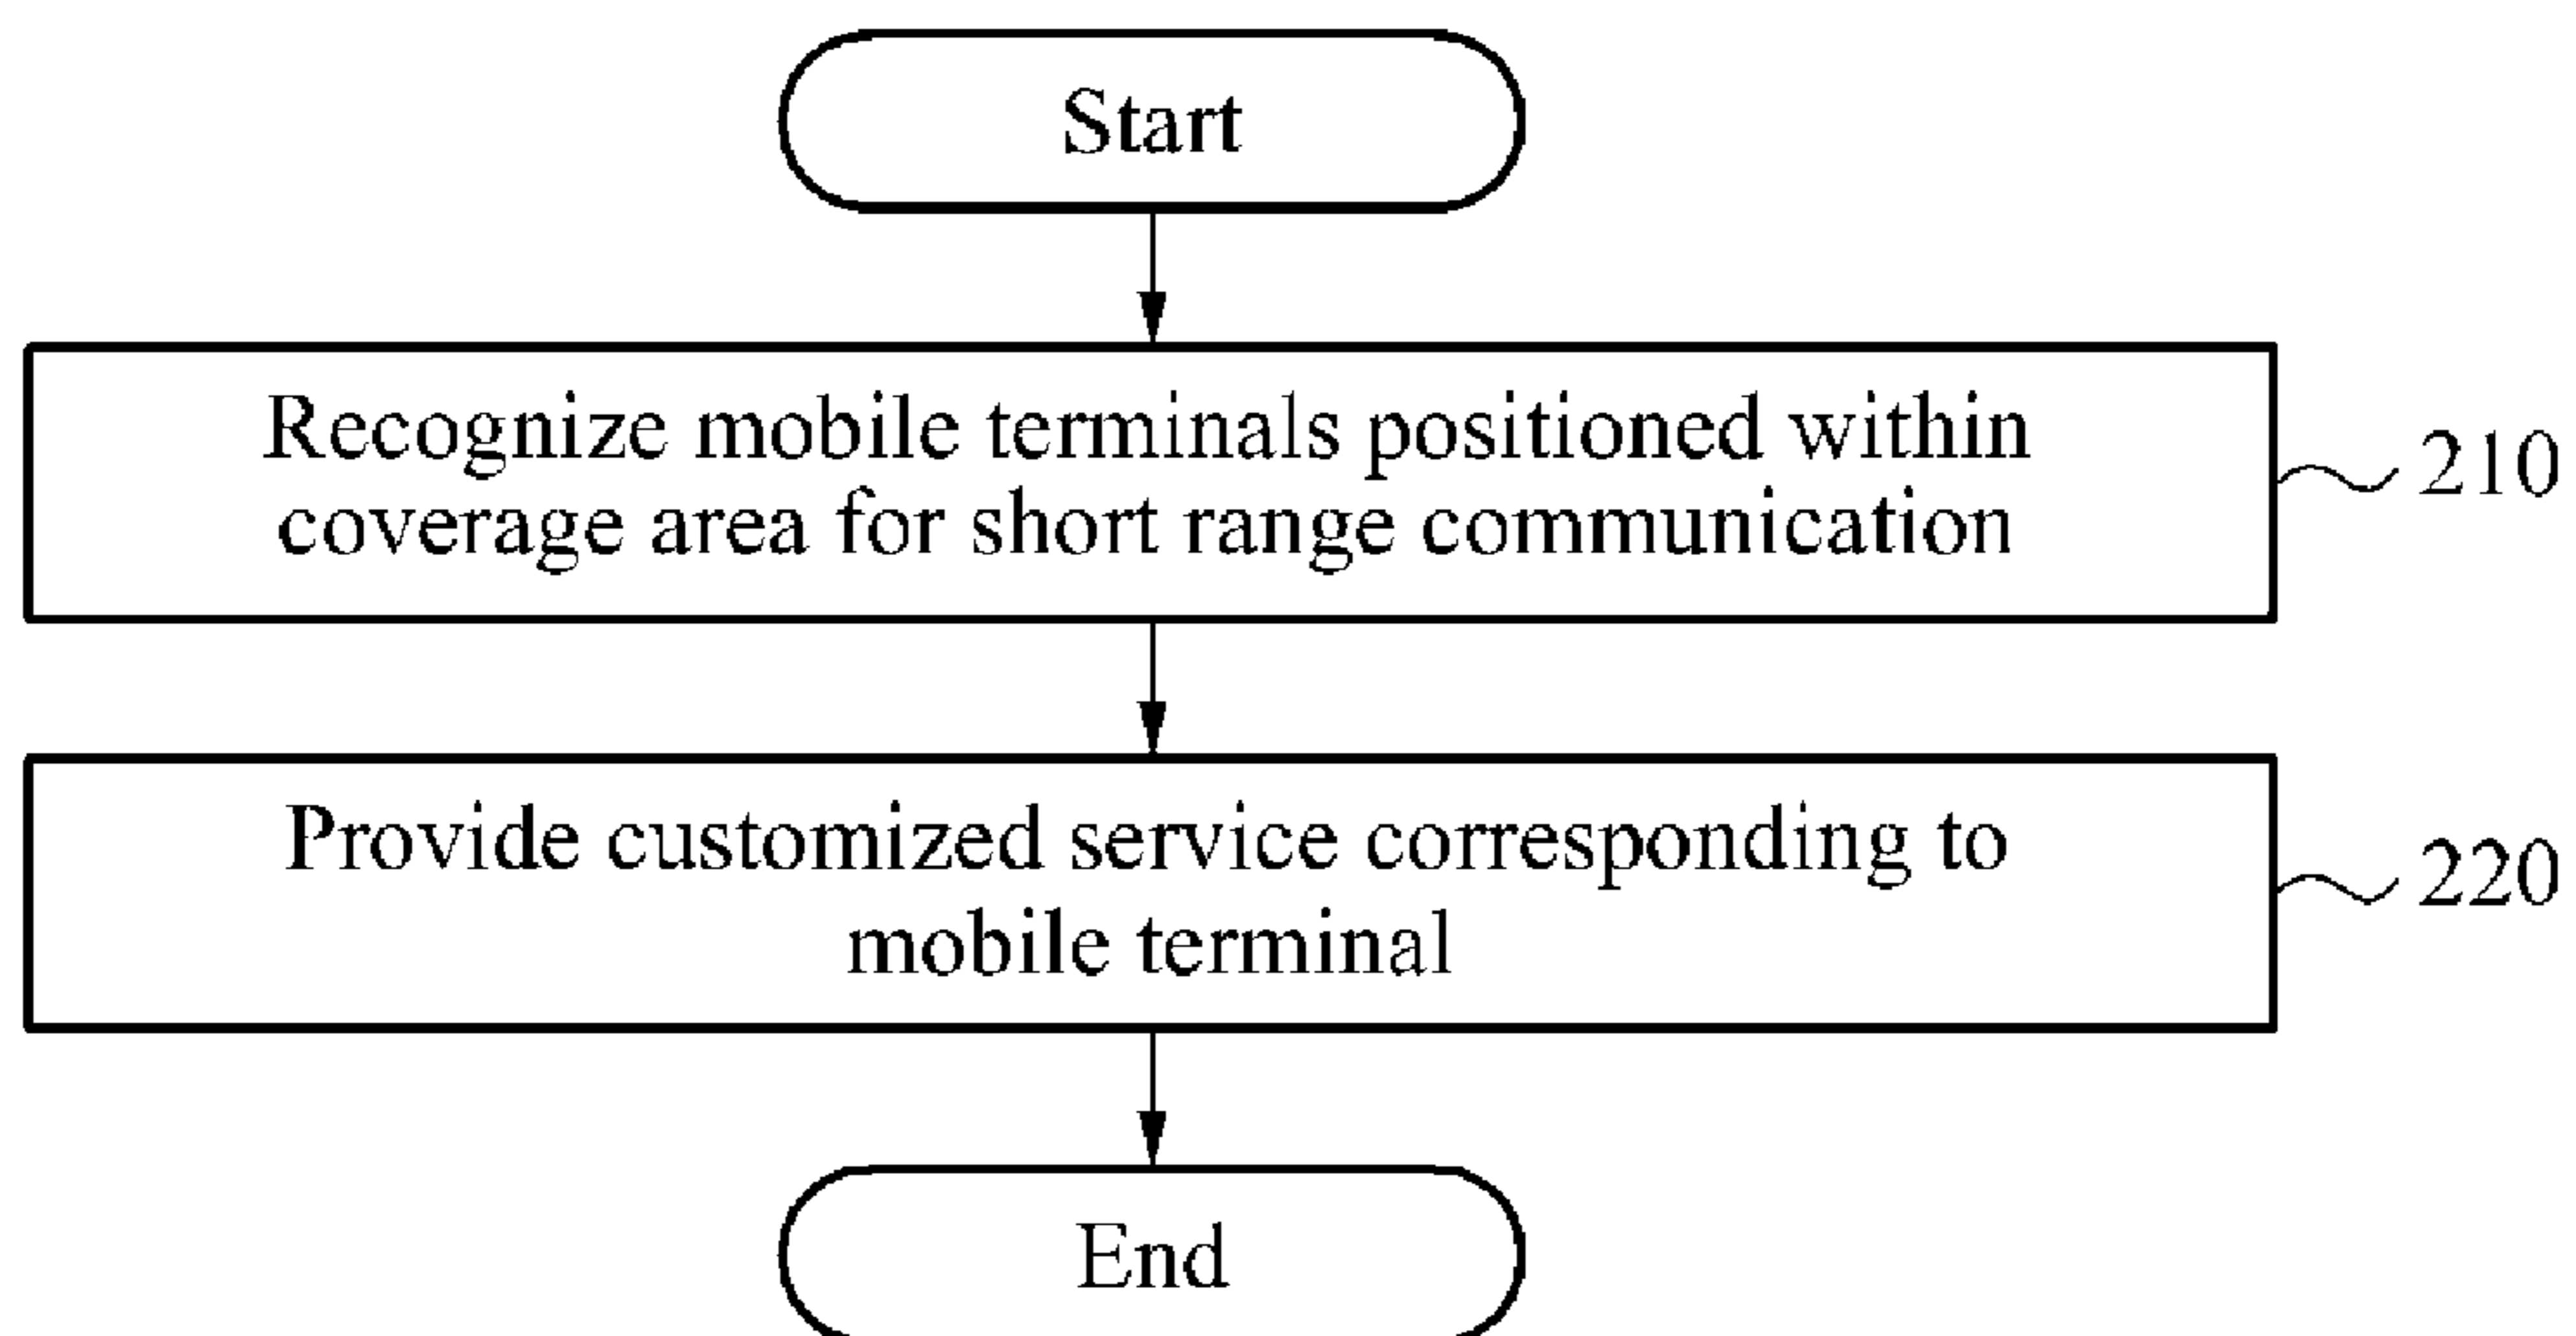 Start
Recognize mobile terminals positioned within
coverage area for short range communication
210
Provide customized service corresponding to
mobile terminal
220
End